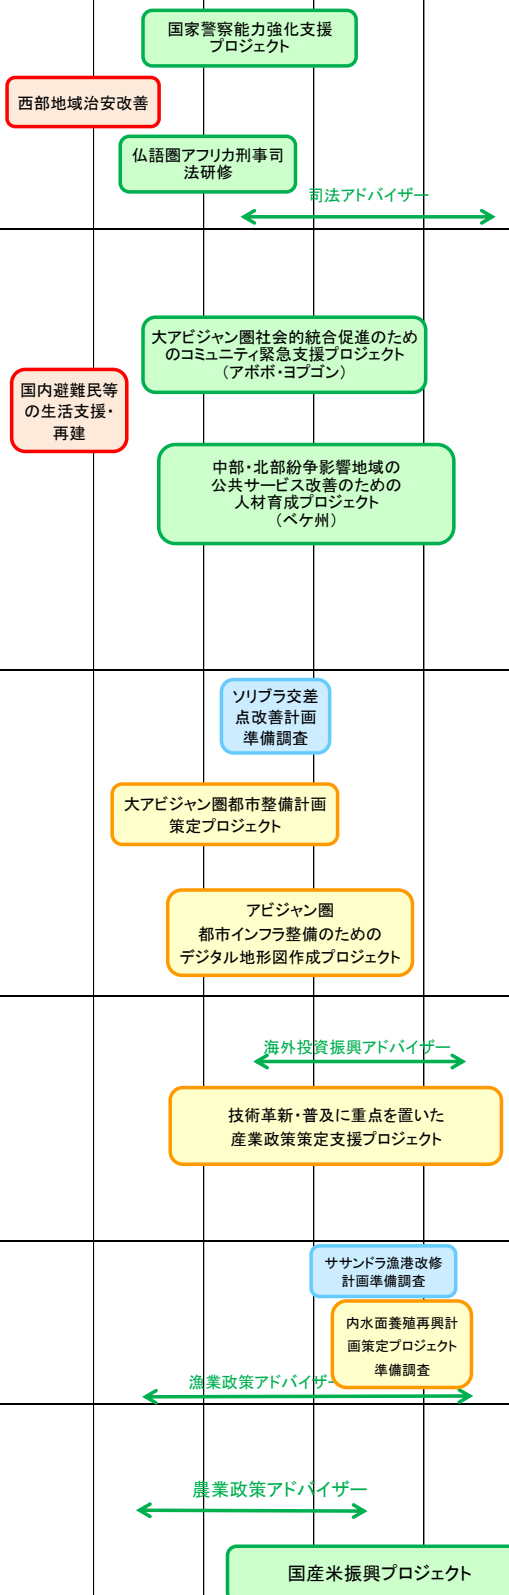 国家警察能力強化支援
プロジェクト
西部地域治安改善
仏語圏アフリカ刑事司
法研修
司法アドバイザー
大アビジャン圏社会的統合促進のため
のコミュニティ緊急支援プロジェクト
（アボボ・ヨプゴン）
国内避難民等
の生活支援・
再建
中部・北部紛争影響地域の
公共サービス改善のための
人材育成プロジェクト
（ベケ州）
ソリブラ交差
点改善計画
準備調査
大アビジャン圏都市整備計画
策定プロジェクト
アビジャン圏
都市インフラ整備のための
デジタル地形図作成プロジェクト
海外投資振興アドバイザー
技術革新・普及に重点を置いた
産業政策策定支援プロジェクト
ササンドラ漁港改修
計画準備調査
内水面養殖再興計
画策定プロジェクト
準備調査
漁業政策アドバイザー
農業政策アドバイザー
国産米振興プロジェクト